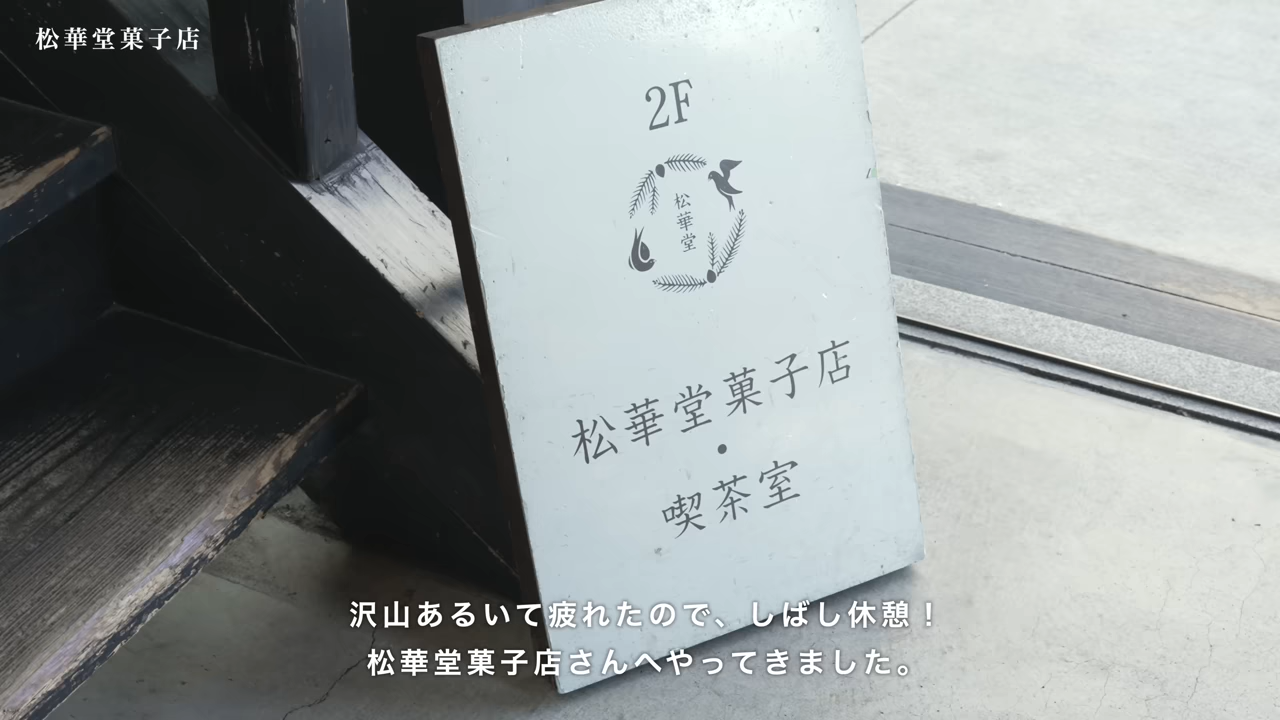 松華堂菓子店
2F
松華堂
松華堂菓子店
・
喫茶室
沢山あるいて疲れたので、しばし休憩！
松華堂菓子店さんへやってきました。